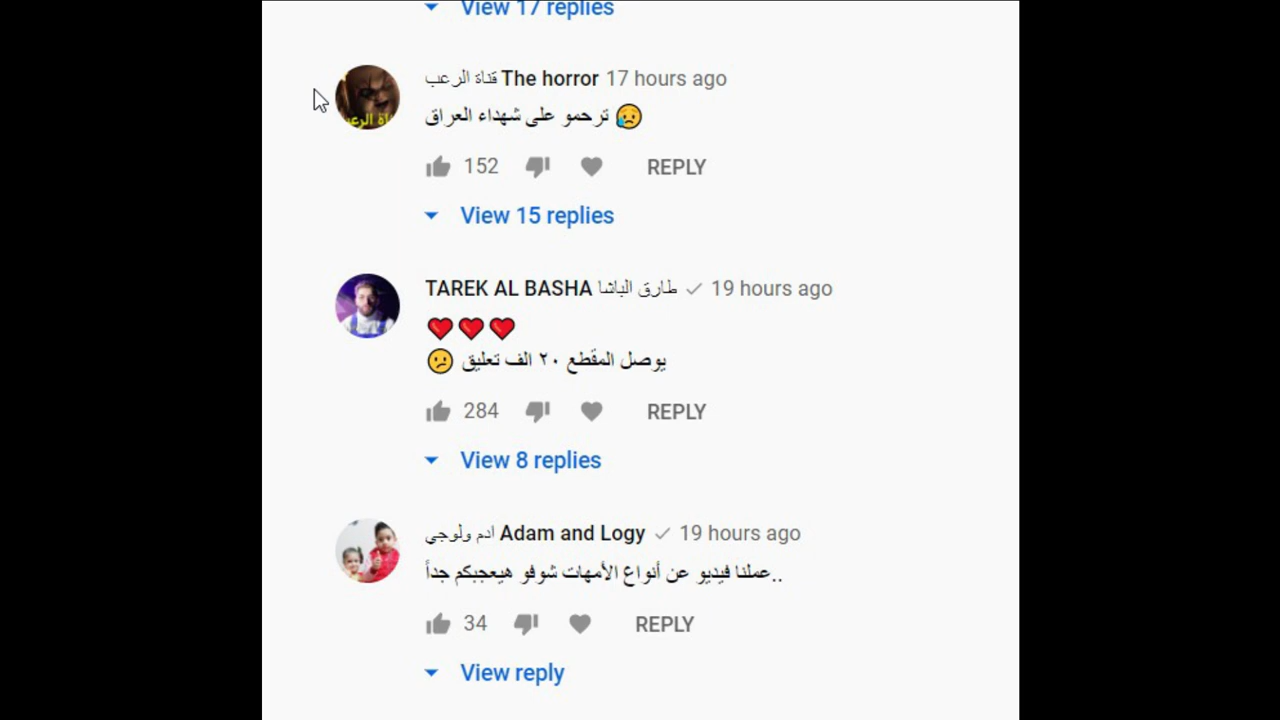 View 17 replies
قناة الرعب The horror 17 hours ago
ترحمو على شهداء العراق 😥
152 REPLY
View 15 replies
TAREK AL BASHA طارق الباشا 19 hours ago
❤❤❤
يوصل المقطع ٢٠ الف تعليق 😕
284 REPLY
View 8 replies
ادم ولوجي Adam and Logy 19 hours ago
عملنا فيديو عن أنواع الأمهات شوفو هيعجبكم جداً..
34 REPLY
View reply